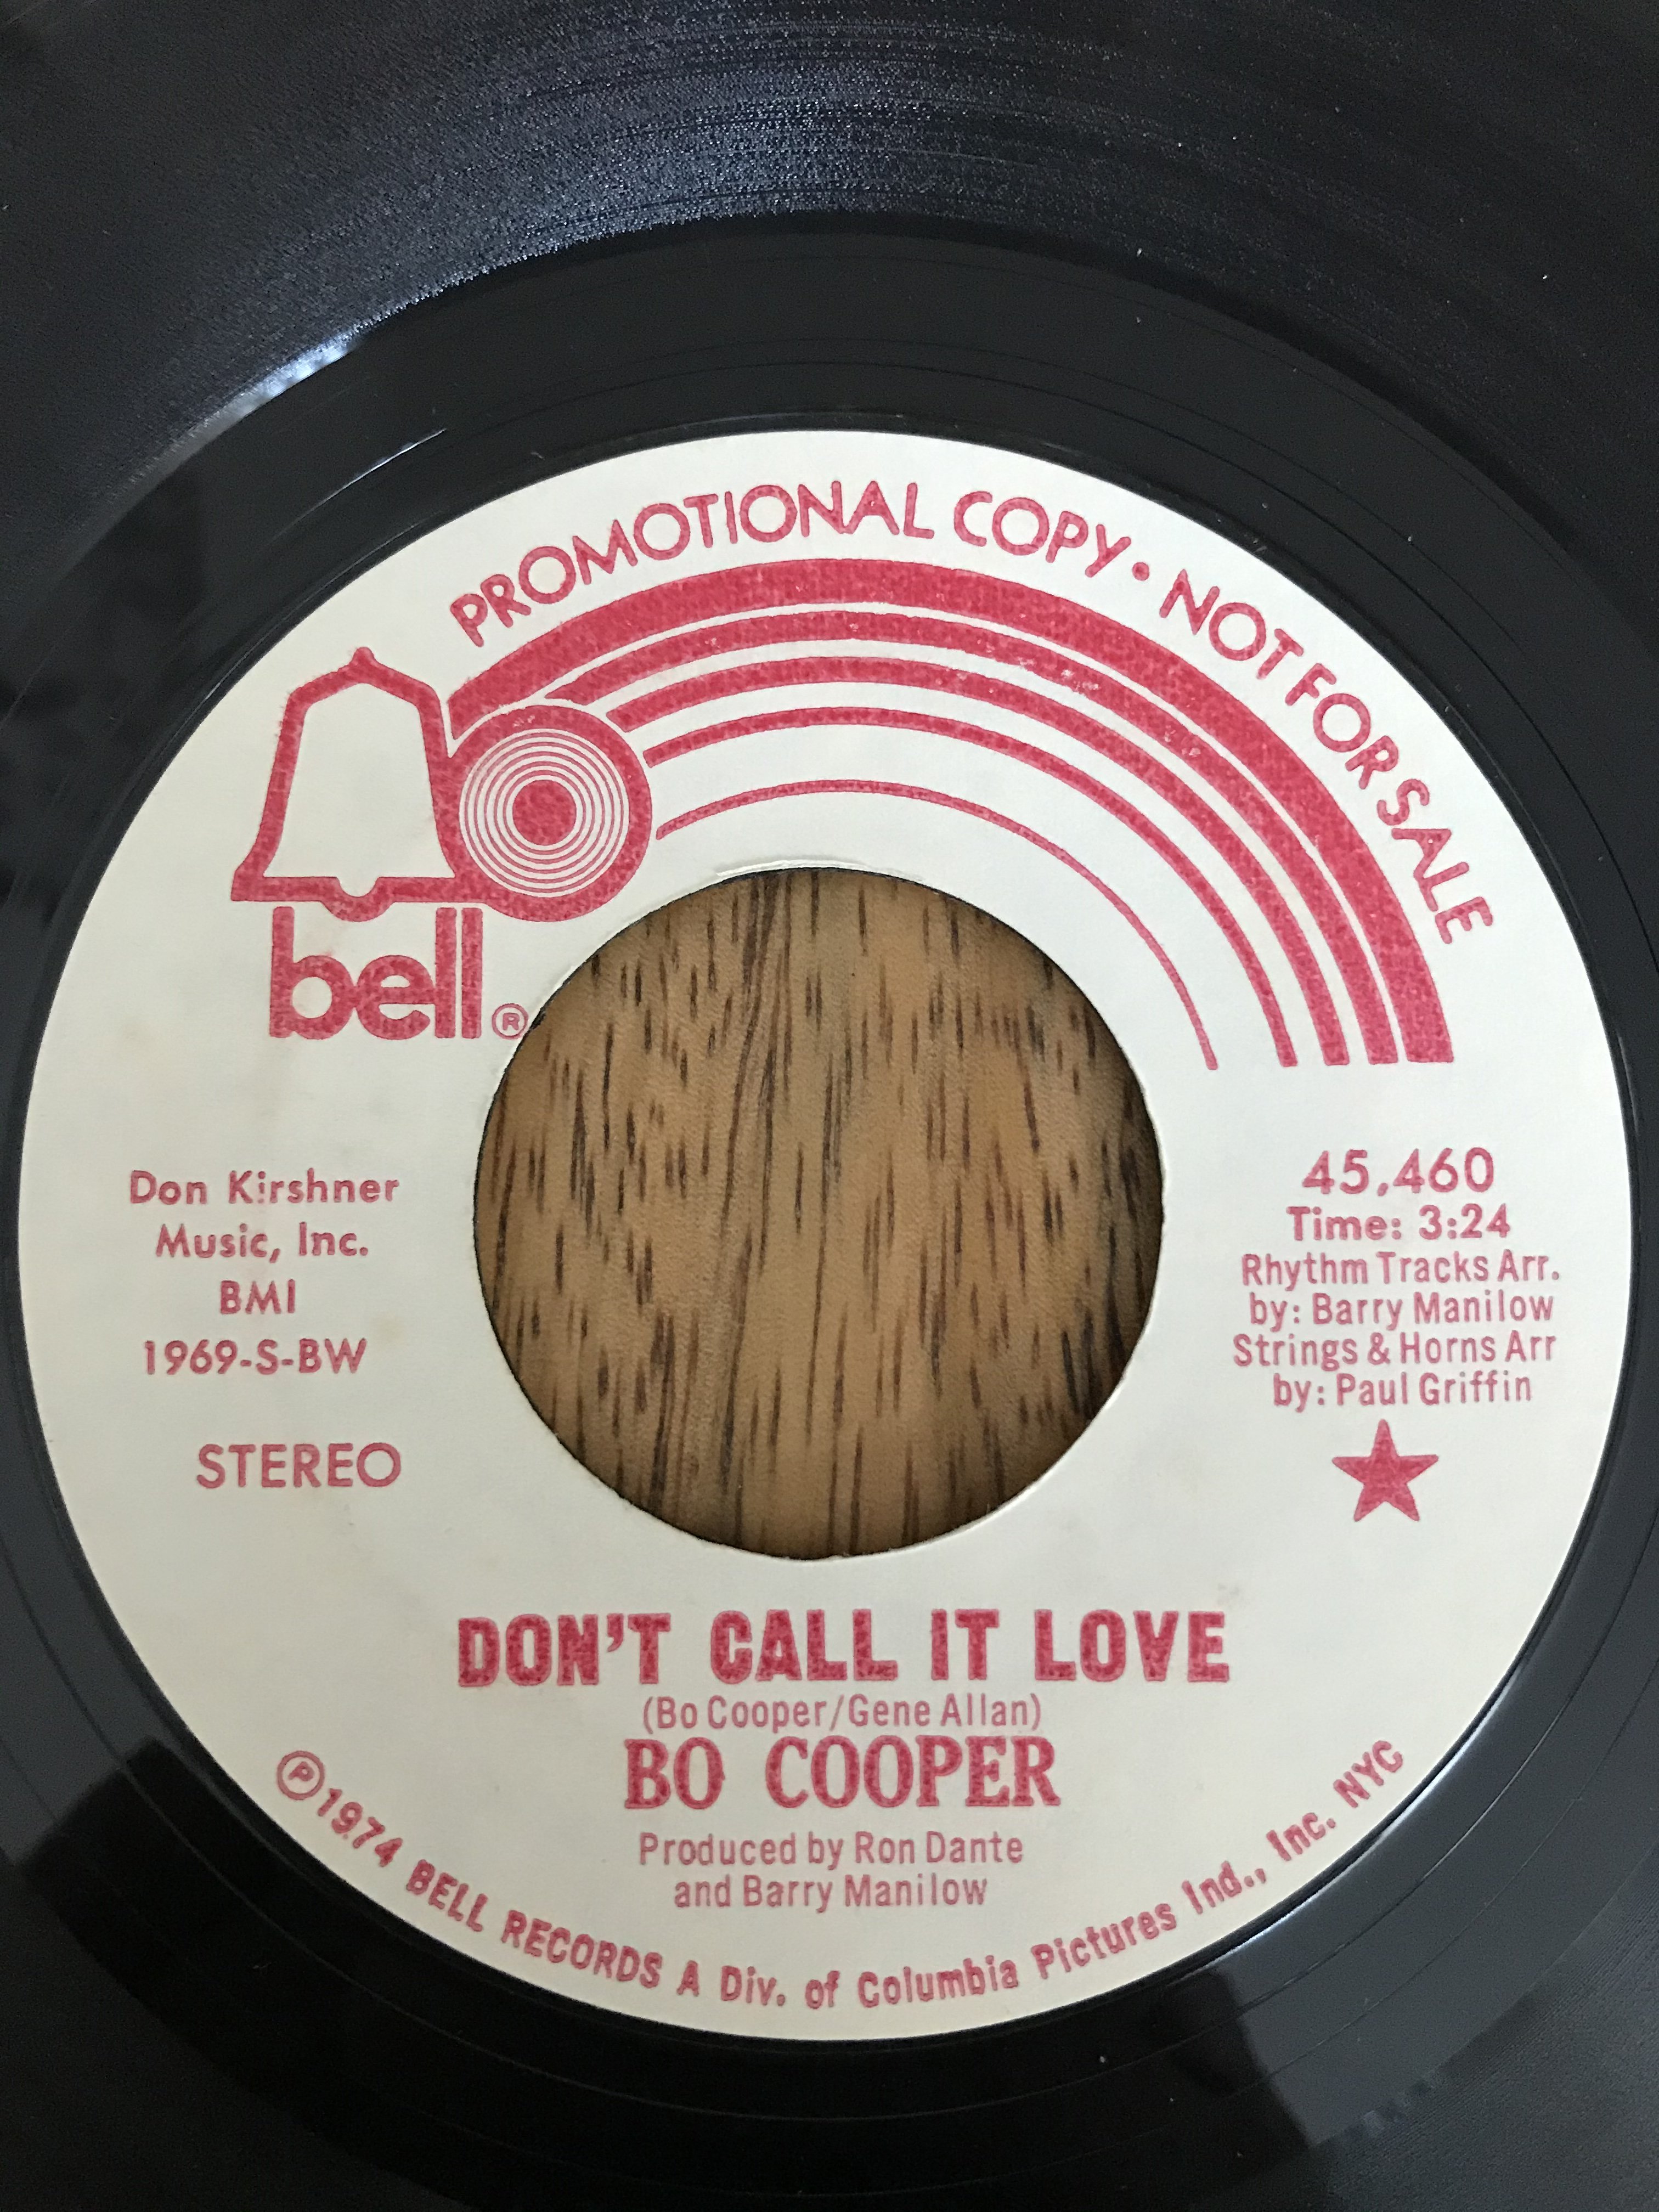 PROMOTIONAL COPY • NOT FOR SALE
bell®
Don Kirshner
Music, Inc.
BMI
1969-S-BW
STEREO
45,460
Time: 3:24
Rhythm Tracks Arr.
by: Barry Manilow
Strings & Horns Arr
by: Paul Griffin
DON'T CALL IT LOVE
(Bo Cooper/Gene Allan)
BO COOPER
Produced by Ron Dante
and Barry Manilow
℗1974 BELL RECORDS A Div. of Columbia Pictures Ind., Inc. NYC